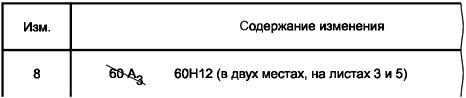 Изм. Содержание изменения
8 60 А3 60Н12 (в двух местах, на листах 3 и 5)